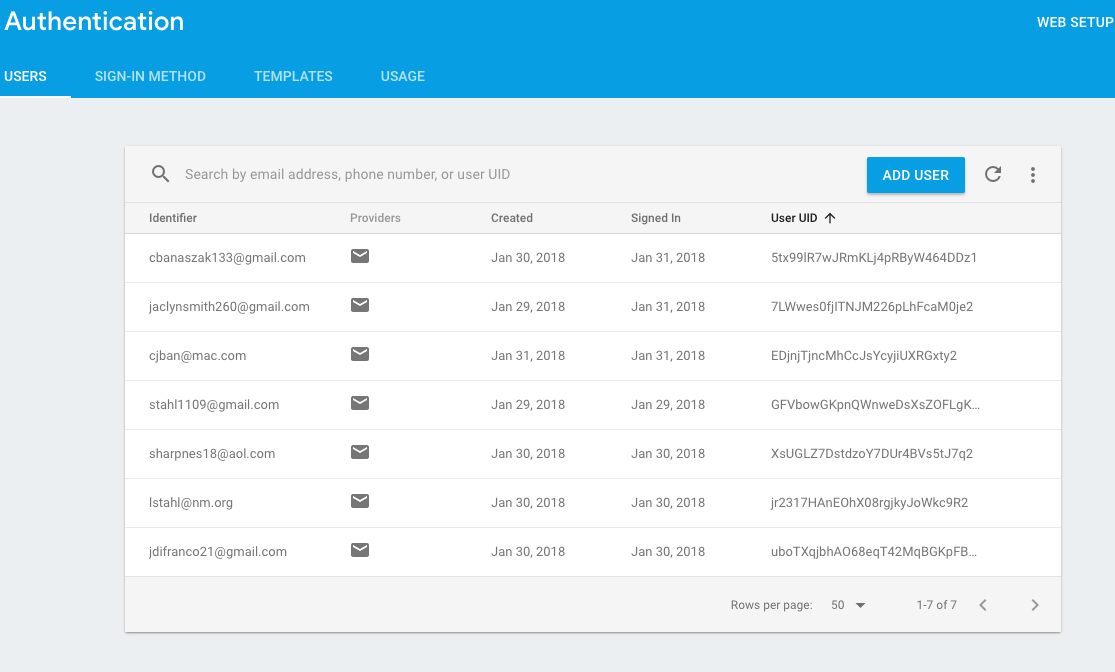 Authentication
WEB SETUP
USERS SIGN-IN METHOD TEMPLATES USAGE
Search by email address, phone number, or user UID ADD USER
Identifier Providers Created Signed In User UID
cbanaszak133@gmail.com Jan 30, 2018 Jan 31, 2018 5tx99lR7wJRmKLj4pRByW464DDz1
jaclynsmith260@gmail.com Jan 29, 2018 Jan 31, 2018 7LWwes0fjITNJM226pLhFcaM0je2
cjban@mac.com Jan 31, 2018 Jan 31, 2018 EDjnjTjncMhCcJsYcyjiUXRGxty2
stahl1109@gmail.com Jan 29, 2018 Jan 29, 2018 GFVbowGKpnQWnweDsXsZOFLgK...
sharpnes18@aol.com Jan 30, 2018 Jan 30, 2018 XsUGLZ7DstdzoY7DUr4BVs5tJ7q2
lstahl@nm.org Jan 30, 2018 Jan 30, 2018 jr2317HAnEOhX08rgjkyJoWkc9R2
jdifranco21@gmail.com Jan 30, 2018 Jan 30, 2018 uboTXqjbhAO68eqT42MqBGKpFB...
Rows per page: 50 1-7 of 7